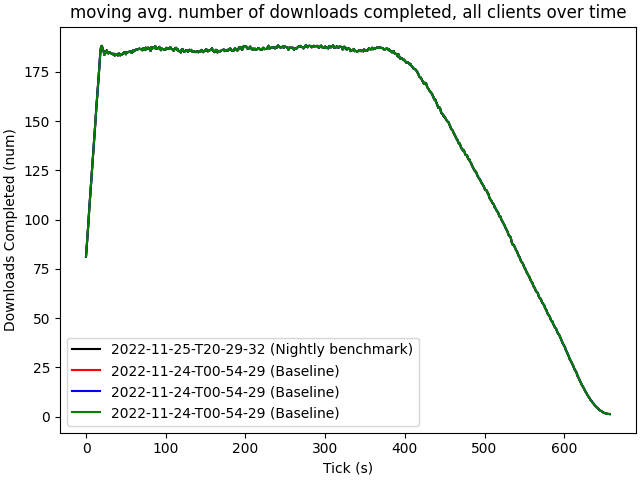 moving avg. number of downloads completed, all clients over time
Downloads Completed (num)
175
150
125
100
75
50
25
0
2022-11-25-T20-29-32 (Nightly benchmark)
2022-11-24-T00-54-29 (Baseline)
2022-11-24-T00-54-29 (Baseline)
2022-11-24-T00-54-29 (Baseline)
0 100 200 300 400 500 600
Tick (s)